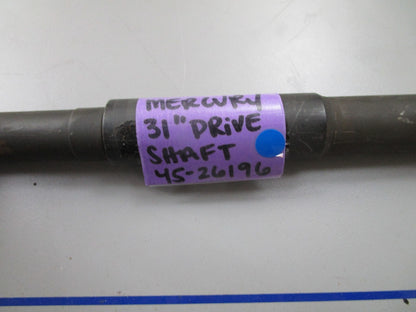 MERCURY
31" DRiVE
SHAFT
45-26196